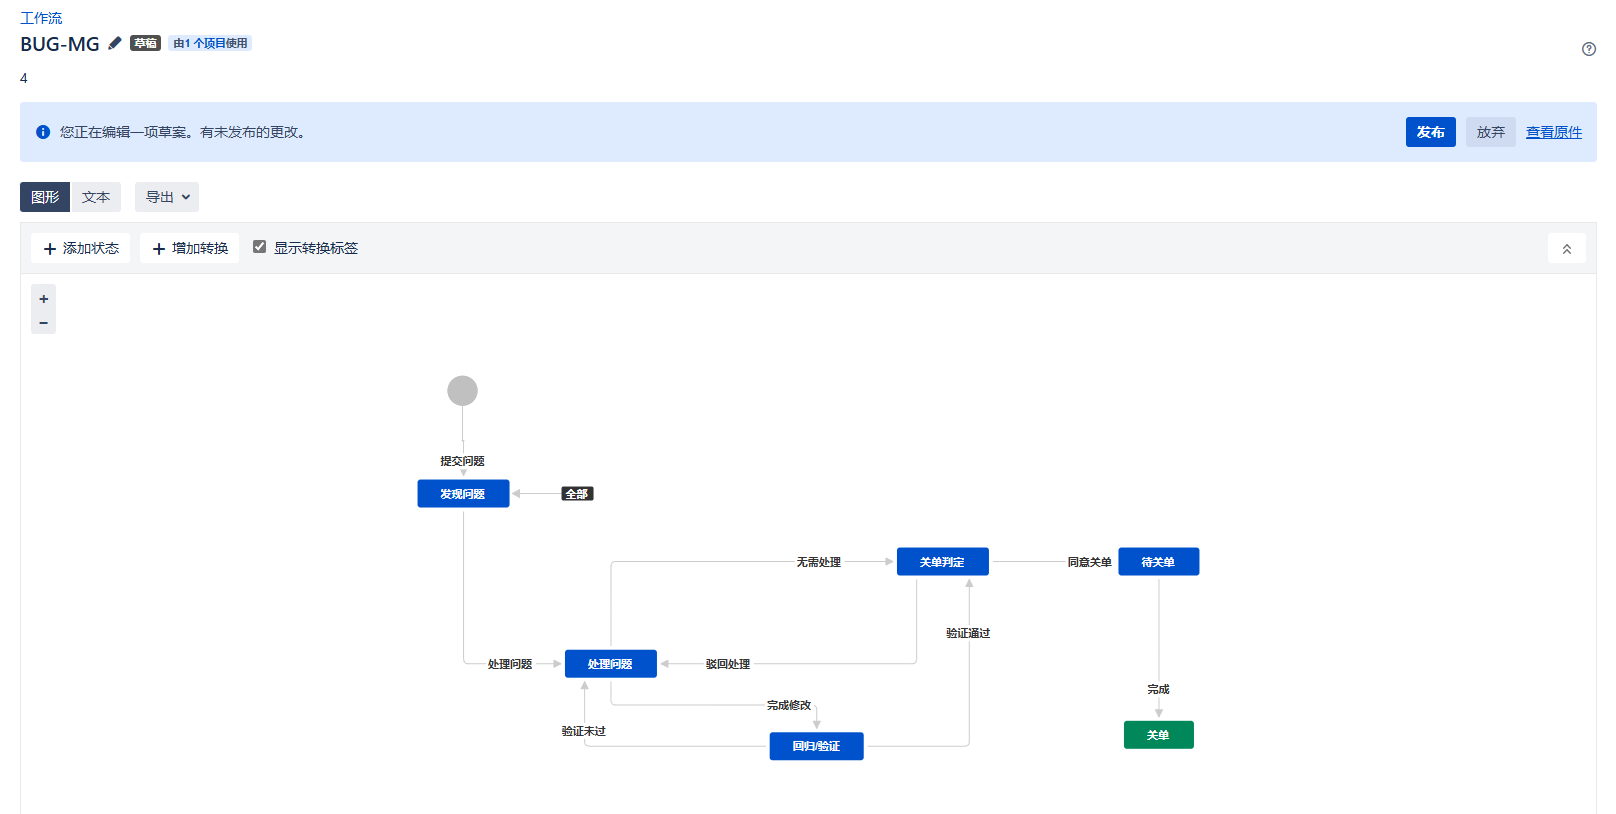 工作流
BUG-MG 草稿 由1 个项目使用
4
您正在编辑一项草案。有未发布的更改。 发布 放弃 查看原件
图形 文本 导出
+ 添加状态 + 增加转换 显示转换标签
+
−
提交问题
发现问题 全部
无需处理 关单判定 同意关单 待关单
验证通过
处理问题 处理问题 驳回处理
完成
完成修改
验证未过
关单
回归/验证